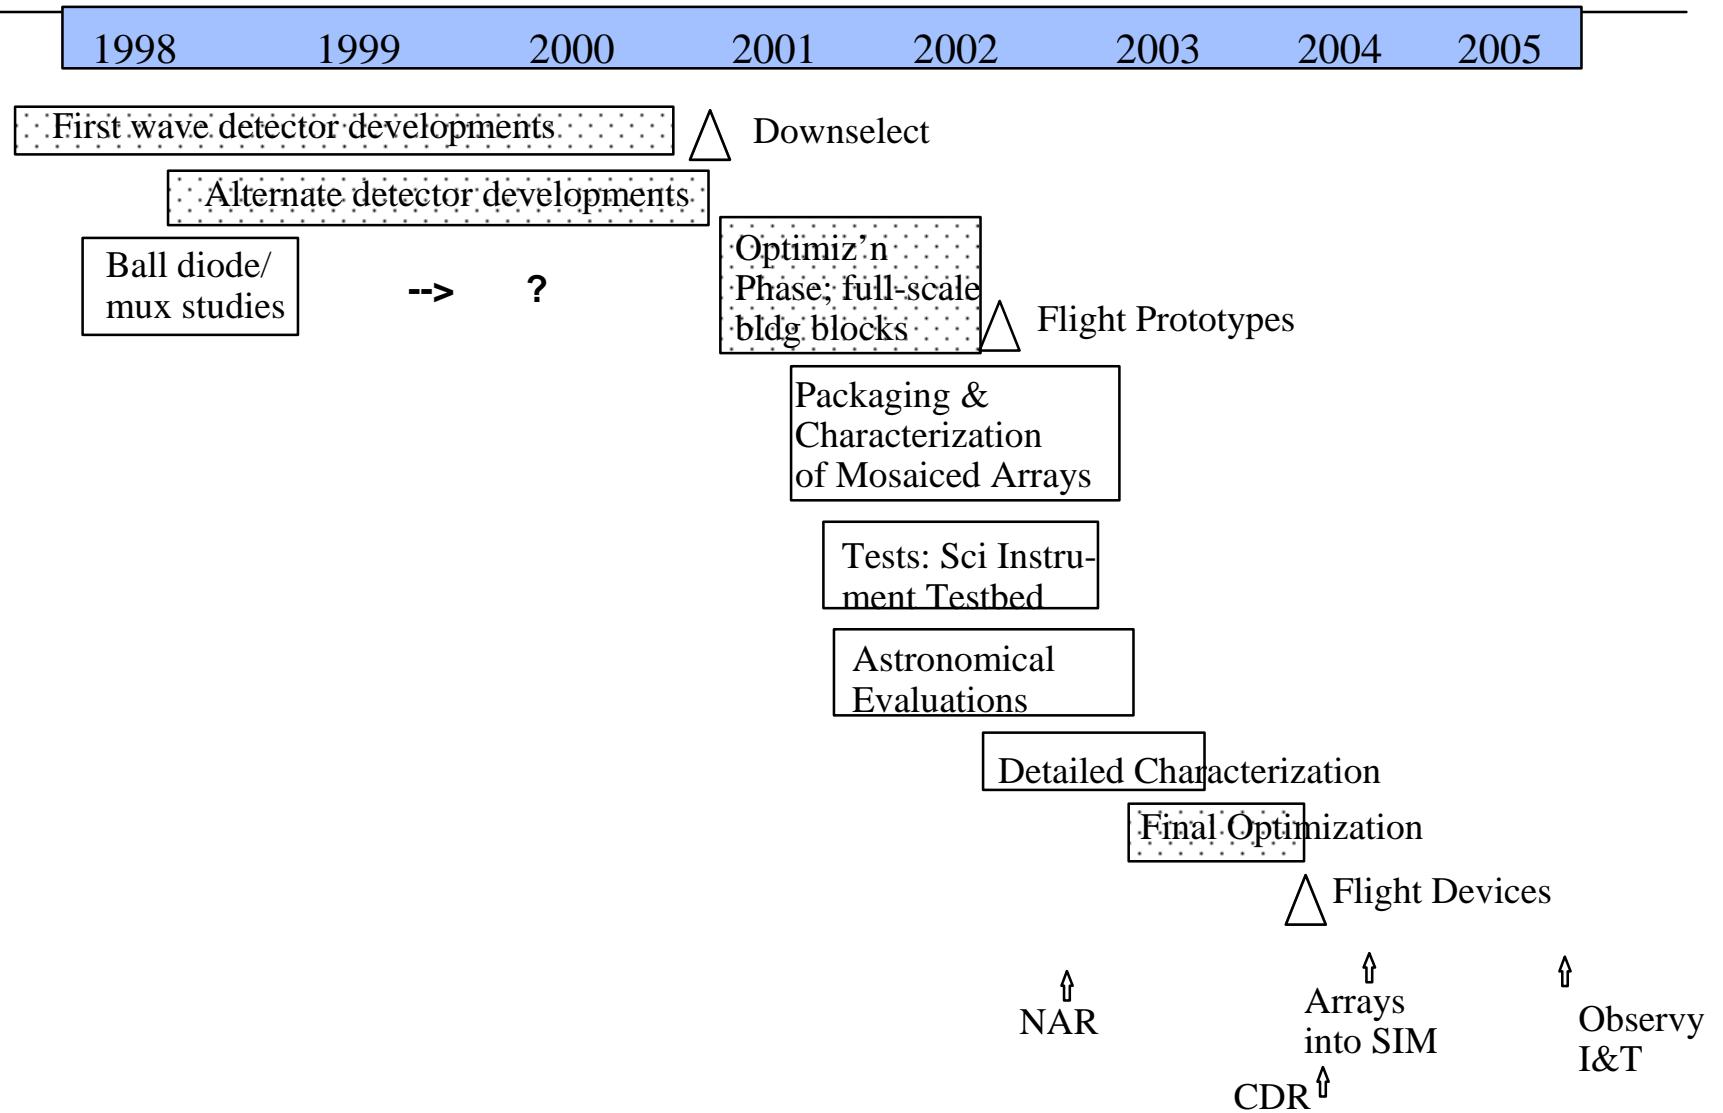 1998 1999 2000 2001 2002 2003 2004 2005
First wave detector developments
Downselect
Alternate detector developments
Ball diode/
mux studies
--> ?
Optimiz’n
Phase; full-scale
bldg blocks
Flight Prototypes
Packaging &
Characterization
of Mosaiced Arrays
Tests: Sci Instru-
ment Testbed
Astronomical
Evaluations
Detailed Characterization
Final Optimization
Flight Devices
NAR
Arrays
into SIM
Observy
I&T
CDR